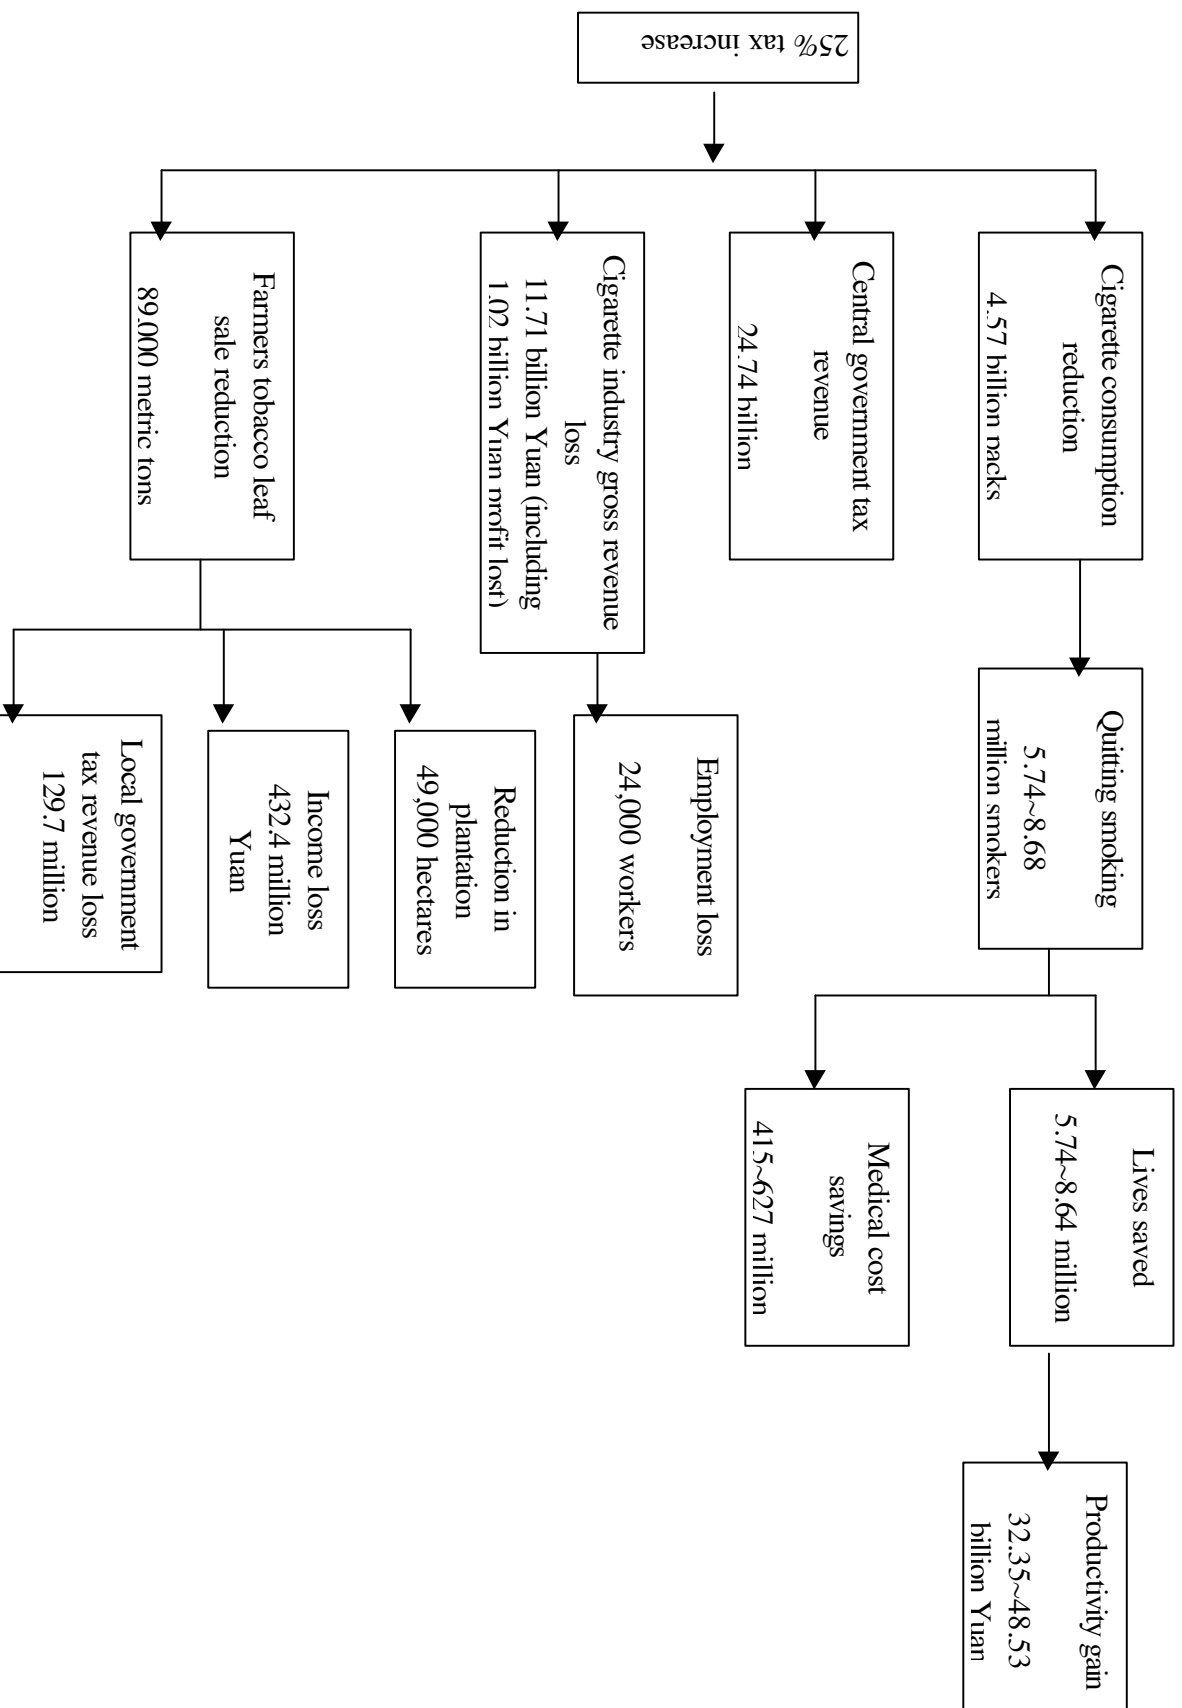 25% tax increase
Cigarette consumption
reduction
4.57 billion packs
Central government tax
revenue
24.74 billion
Cigarette industry gross revenue
loss
11.71 billion Yuan (including
1.02 billion Yuan profit lost)
Farmers tobacco leaf
sale reduction
89,000 metric tons
Quitting smoking
5.74~8.68
million smokers
Employment loss
24,000 workers
Reduction in
plantation
49,000 hectares
Income loss
432.4 million
Yuan
Local government
tax revenue loss
129.7 million
Lives saved
5.74~8.64 million
Medical cost
savings
415~627 million
Productivity gain
32.35~48.53
billion Yuan